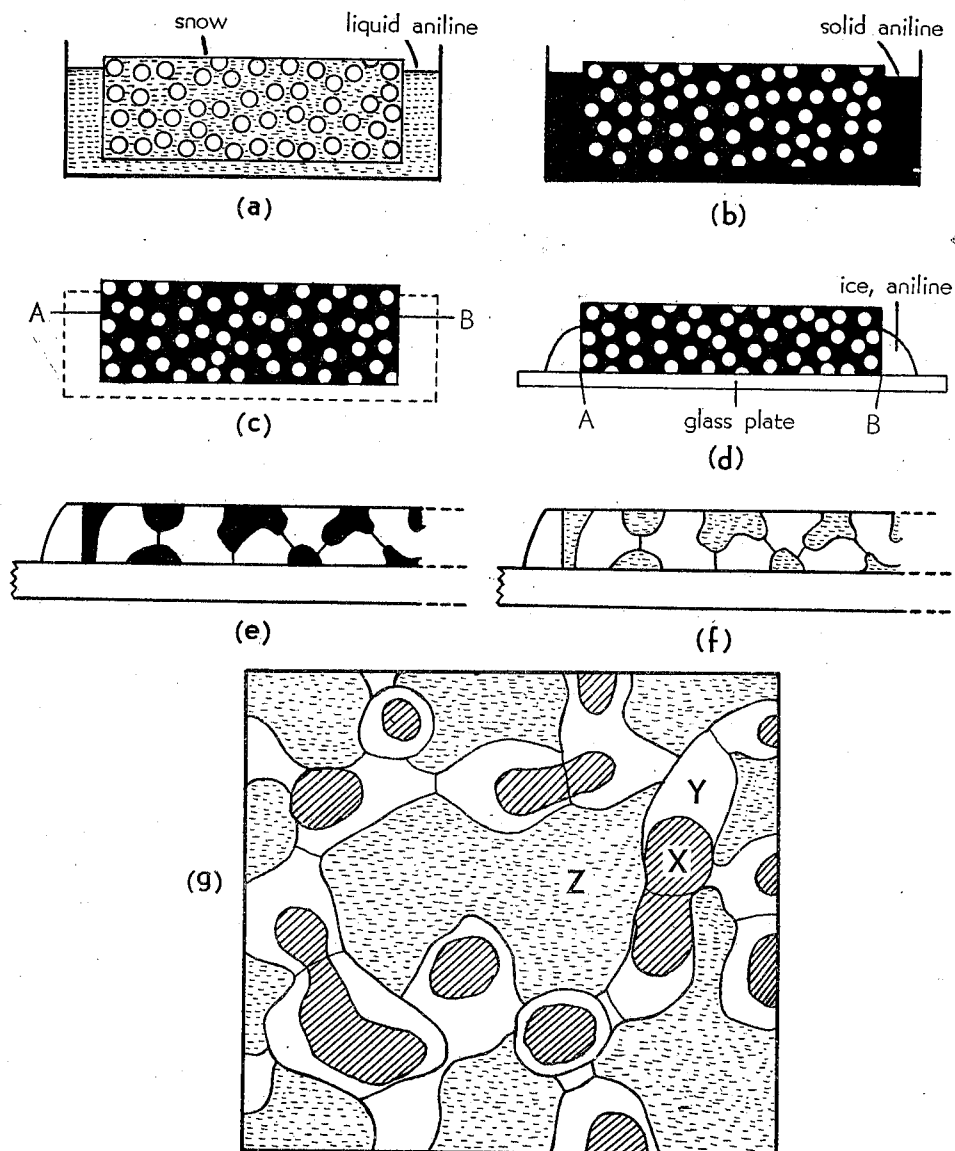 snow
liquid aniline
(a)
solid aniline
(b)
A
B
(c)
ice, aniline
A
glass plate
B
(d)
(e)
(f)
(g)
Y
X
Z